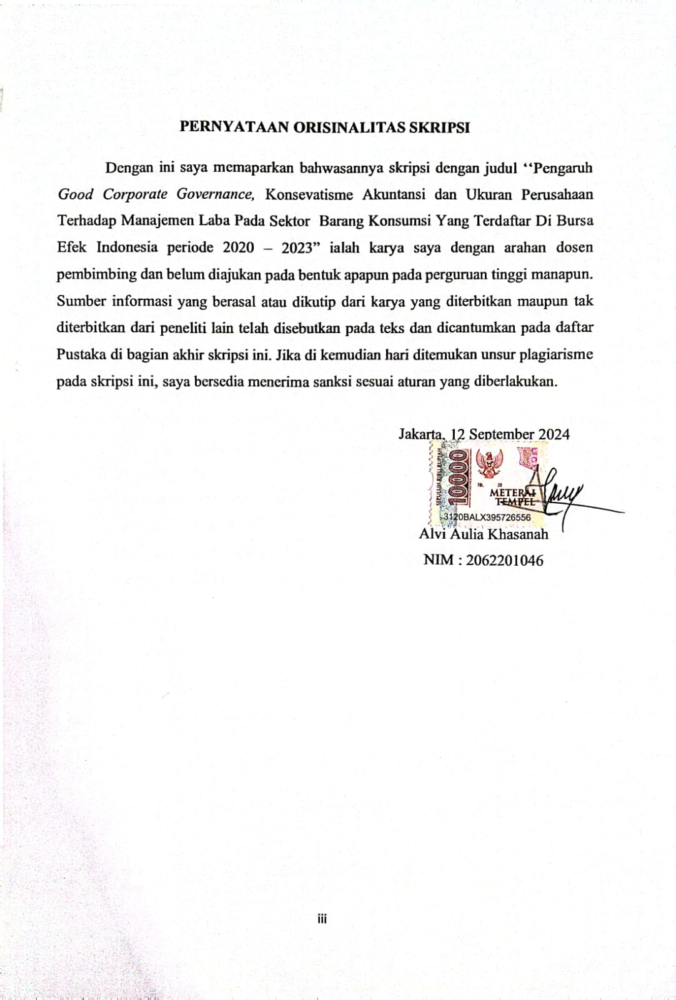 PERNYATAAN ORISINALITAS SKRIPSI
Dengan ini saya memaparkan bahwasannya skripsi dengan judul ‘‘Pengaruh
Good Corporate Governance, Konsevatisme Akuntansi dan Ukuran Perusahaan
Terhadap Manajemen Laba Pada Sektor Barang Konsumsi Yang Terdaftar Di Bursa
Efek Indonesia periode 2020 – 2023” ialah karya saya dengan arahan dosen
pembimbing dan belum diajukan pada bentuk apapun pada perguruan tinggi manapun.
Sumber informasi yang berasal atau dikutip dari karya yang diterbitkan maupun tak
diterbitkan dari peneliti lain telah disebutkan pada teks dan dicantumkan pada daftar
Pustaka di bagian akhir skripsi ini. Jika di kemudian hari ditemukan unsur plagiarisme
pada skripsi ini, saya bersedia menerima sanksi sesuai aturan yang diberlakukan.
Jakarta, 12 September 2024
SEPULUH RIBU RUPIAH
10000
TGL. 20
METERAI
TEMPEL
3120BALX395726556
Alvi Aulia Khasanah
NIM : 2062201046
iii